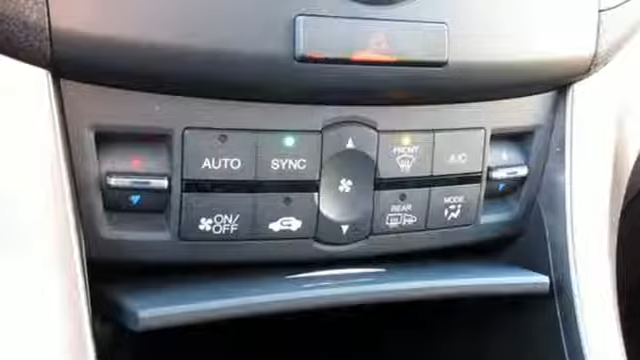 AUTO
SYNC
FRONT
A/C
ON/
OFF
REAR
MODE